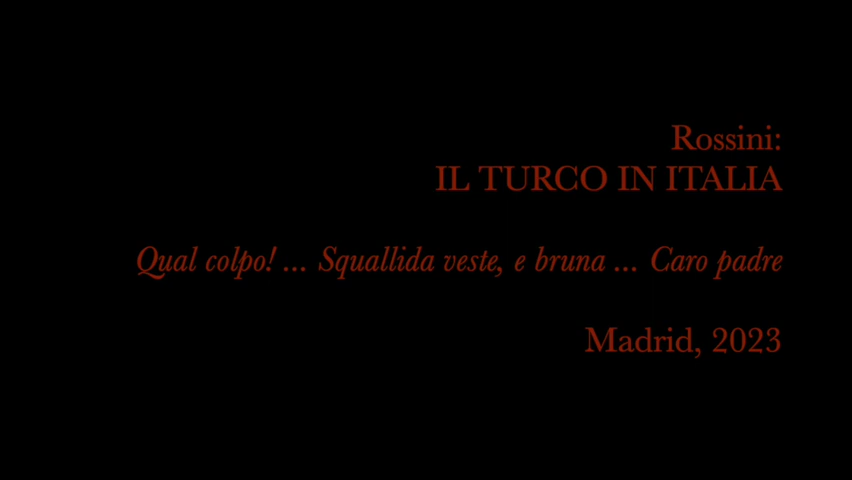 Rossini:
IL TURCO IN ITALIA
Qual colpo! ... Squallida veste, e bruna ... Caro padre
Madrid, 2023